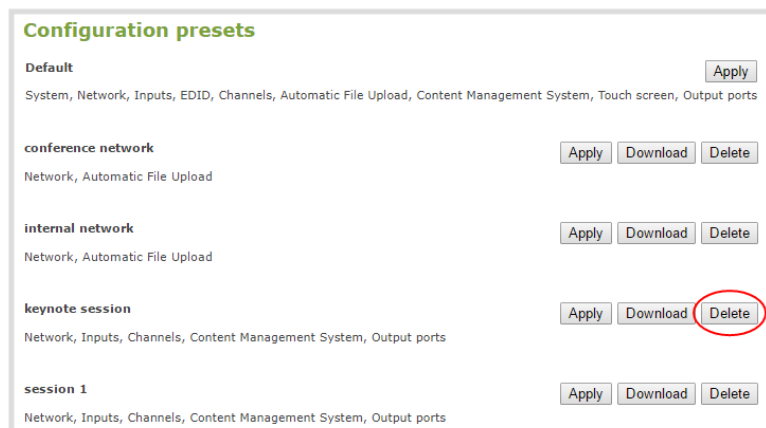 Configuration presets
Default
Apply
System, Network, Inputs, EDID, Channels, Automatic File Upload, Content Management System, Touch screen, Output ports
conference network
Apply Download Delete
Network, Automatic File Upload
internal network
Apply Download Delete
Network, Automatic File Upload
keynote session
Apply Download Delete
Network, Inputs, Channels, Content Management System, Output ports
session 1
Apply Download Delete
Network, Inputs, Channels, Content Management System, Output ports